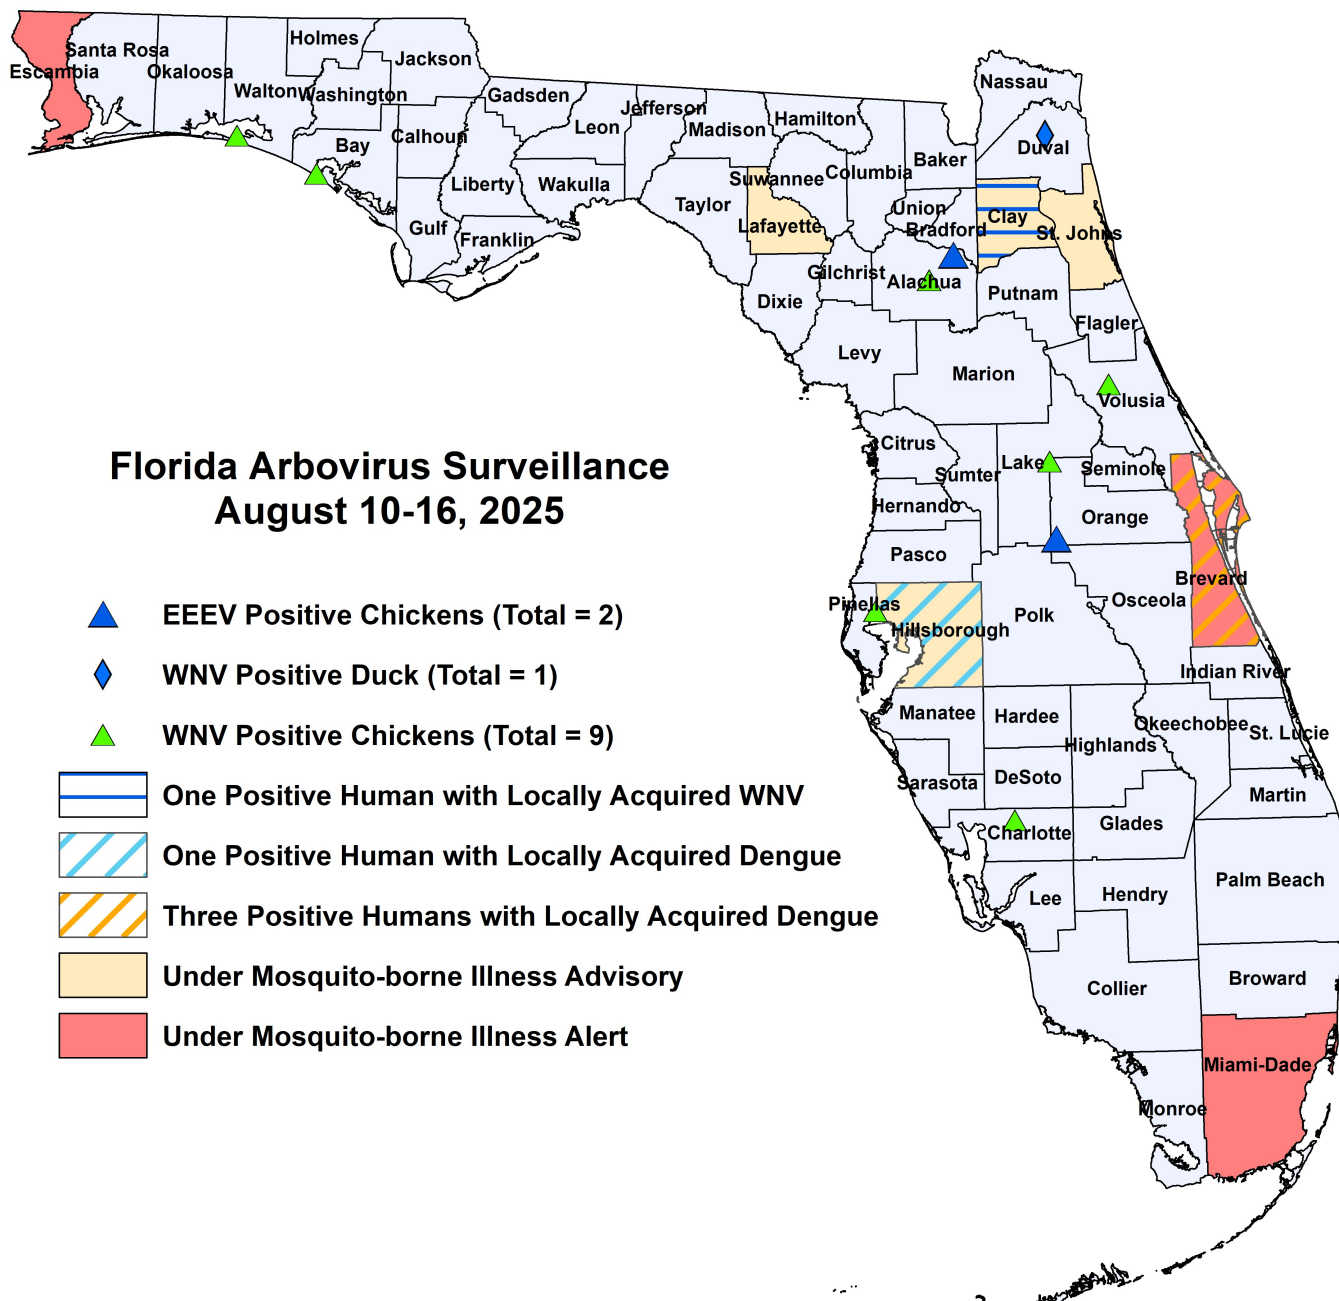 Holmes
Jackson
Santa Rosa
Escambia
Okaloosa
Walton
Washington
Nassau
Gadsden
Jefferson
Hamilton
Leon
Madison
Calhoun
Bay
Duval
Baker
Columbia
Suwannee
Liberty
Wakulla
Taylor
Union
Clay
Lafayette
Bradford
St. Johns
Gulf
Franklin
Gilchrist
Alachua
Dixie
Putnam
Flagler
Levy
Marion
Volusia
Citrus
Lake
Seminole
Sumter
Florida Arbovirus Surveillance
August 10-16, 2025
Hernando
Orange
Pasco
Brevard
Osceola
Pinellas
Polk
Hillsborough
EEEV Positive Chickens (Total = 2)
Indian River
WNV Positive Duck (Total = 1)
Manatee
Hardee
Okeechobee
St. Lucie
WNV Positive Chickens (Total = 9)
Highlands
Sarasota
DeSoto
Martin
One Positive Human with Locally Acquired WNV
Charlotte
Glades
One Positive Human with Locally Acquired Dengue
Palm Beach
Lee
Hendry
Three Positive Humans with Locally Acquired Dengue
Under Mosquito-borne Illness Advisory
Broward
Collier
Under Mosquito-borne Illness Alert
Miami-Dade
Monroe